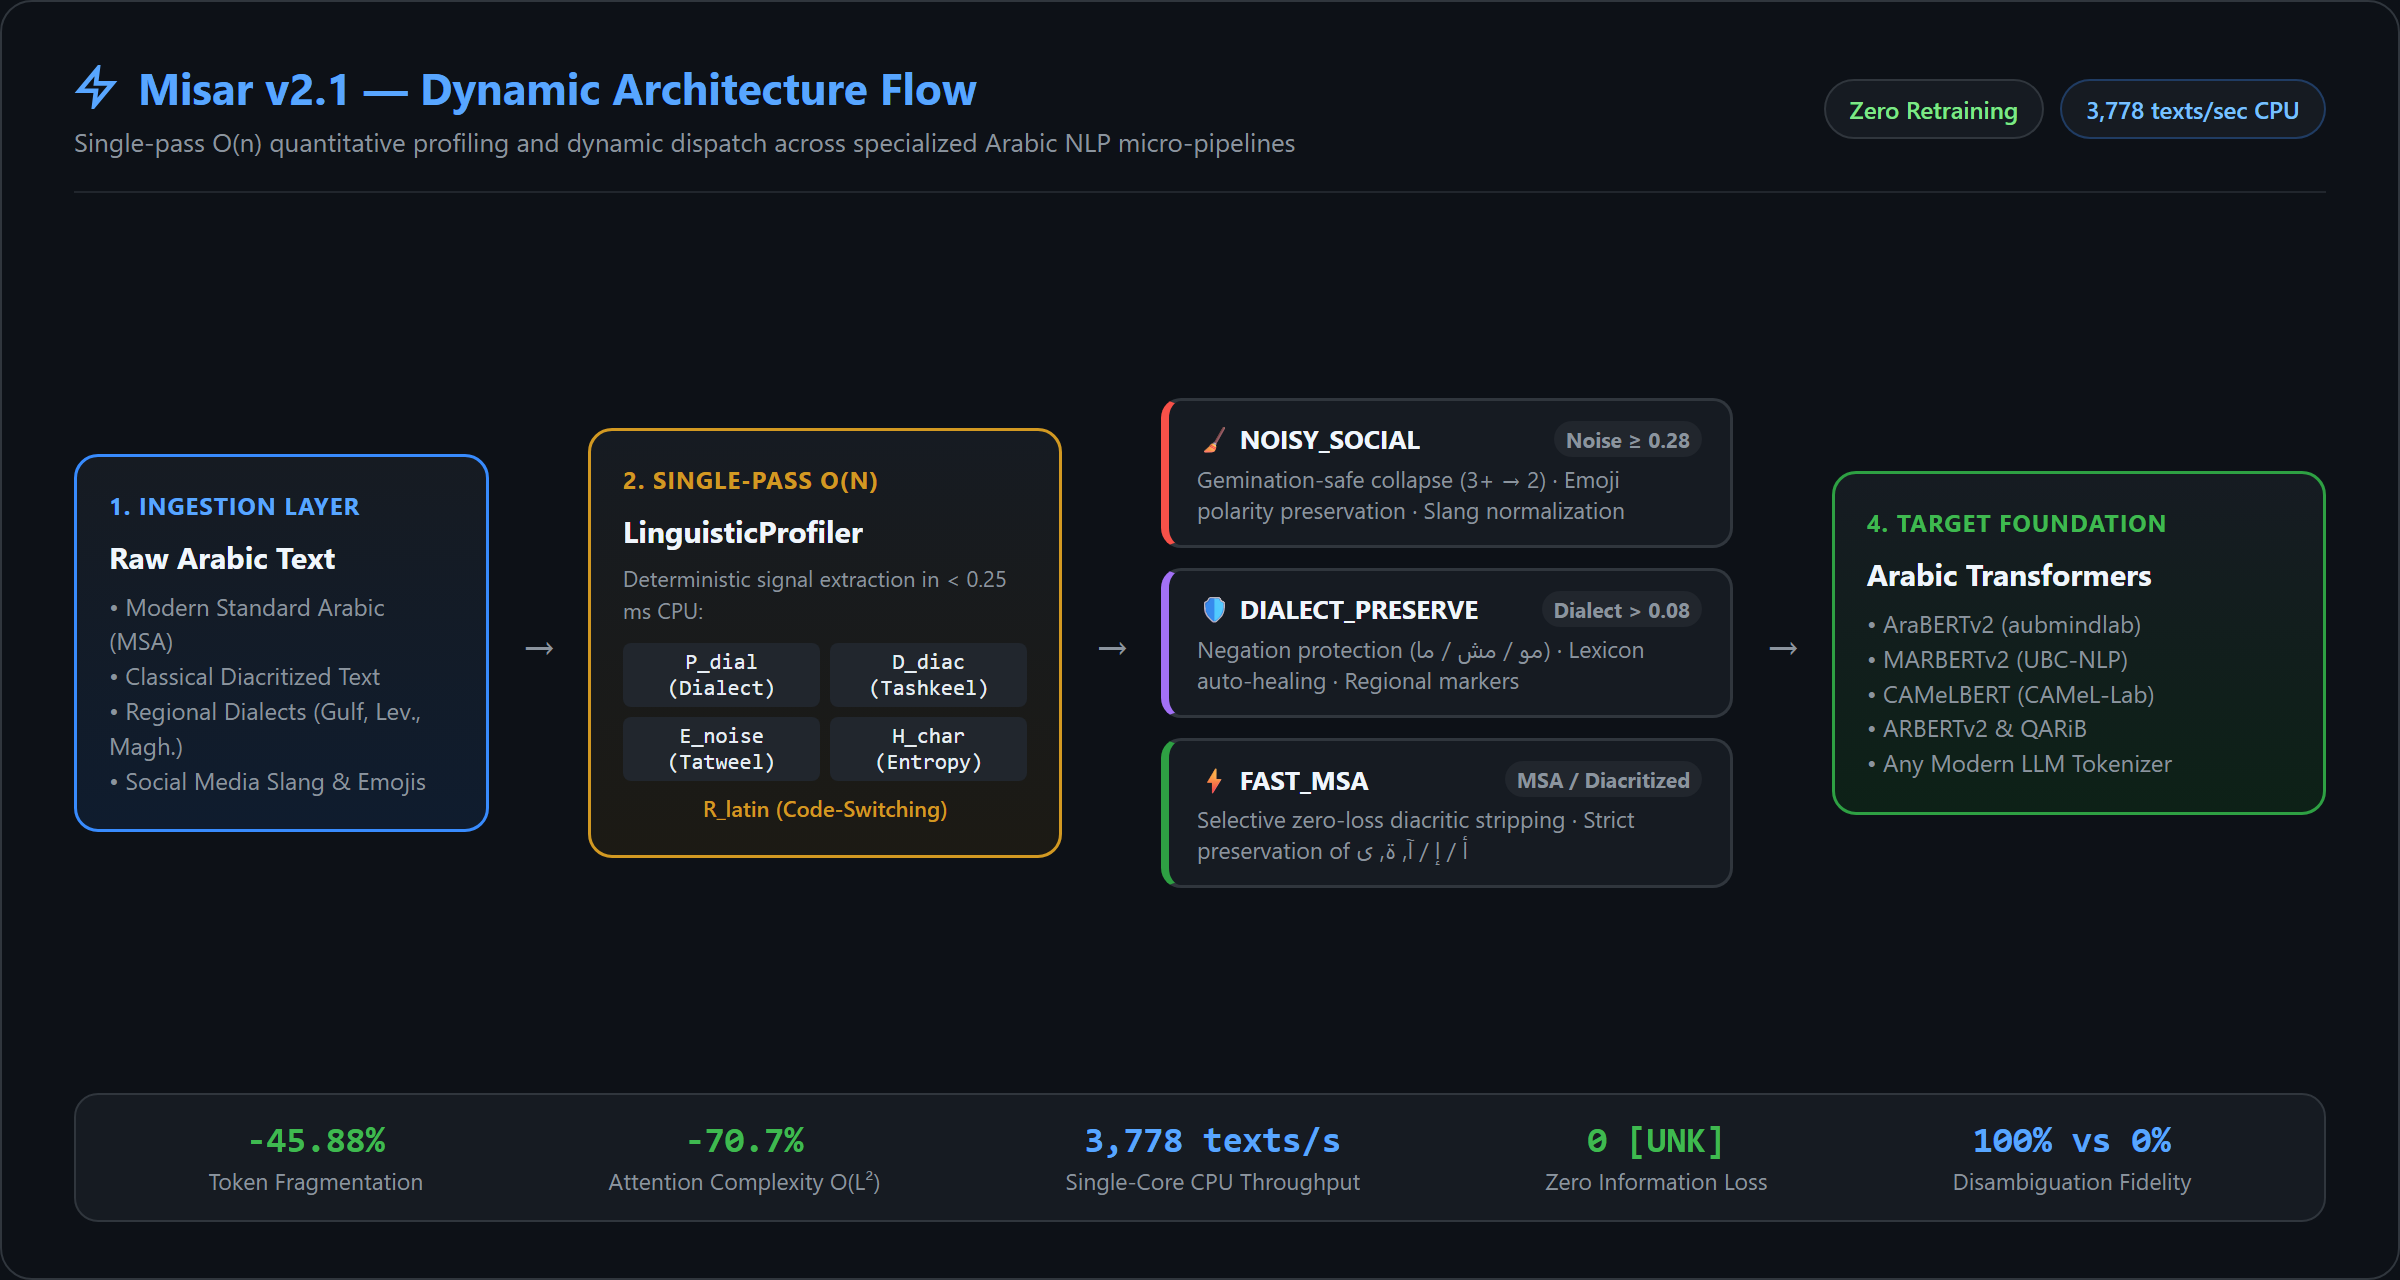 Misar v2.1 — Dynamic Architecture Flow
Single-pass O(n) quantitative profiling and dynamic dispatch across specialized Arabic NLP micro-pipelines
Zero Retraining
3,778 texts/sec CPU
1. INGESTION LAYER
Raw Arabic Text
• Modern Standard Arabic
(MSA)
• Classical Diacritized Text
• Regional Dialects (Gulf, Lev.,
Magh.)
• Social Media Slang & Emojis
→
2. SINGLE-PASS O(N)
LinguisticProfiler
Deterministic signal extraction in < 0.25
ms CPU:
P_dial
(Dialect)
D_diac
(Tashkeel)
E_noise
(Tatweel)
H_char
(Entropy)
R_latin (Code-Switching)
→
NOISY_SOCIAL
Noise ≥ 0.28
Gemination-safe collapse (3+ → 2) · Emoji
polarity preservation · Slang normalization
DIALECT_PRESERVE
Dialect > 0.08
Negation protection (ما / مش / مو) · Lexicon
auto-healing · Regional markers
FAST_MSA
MSA / Diacritized
Selective zero-loss diacritic stripping · Strict
preservation of أ / إ / آ, ة, ى
→
4. TARGET FOUNDATION
Arabic Transformers
• AraBERTv2 (aubmindlab)
• MARBERTv2 (UBC-NLP)
• CAMeLBERT (CAMeL-Lab)
• ARBERTv2 & QARiB
• Any Modern LLM Tokenizer
-45.88%
Token Fragmentation
-70.7%
Attention Complexity O(L²)
3,778 texts/s
Single-Core CPU Throughput
0 [UNK]
Zero Information Loss
100% vs 0%
Disambiguation Fidelity